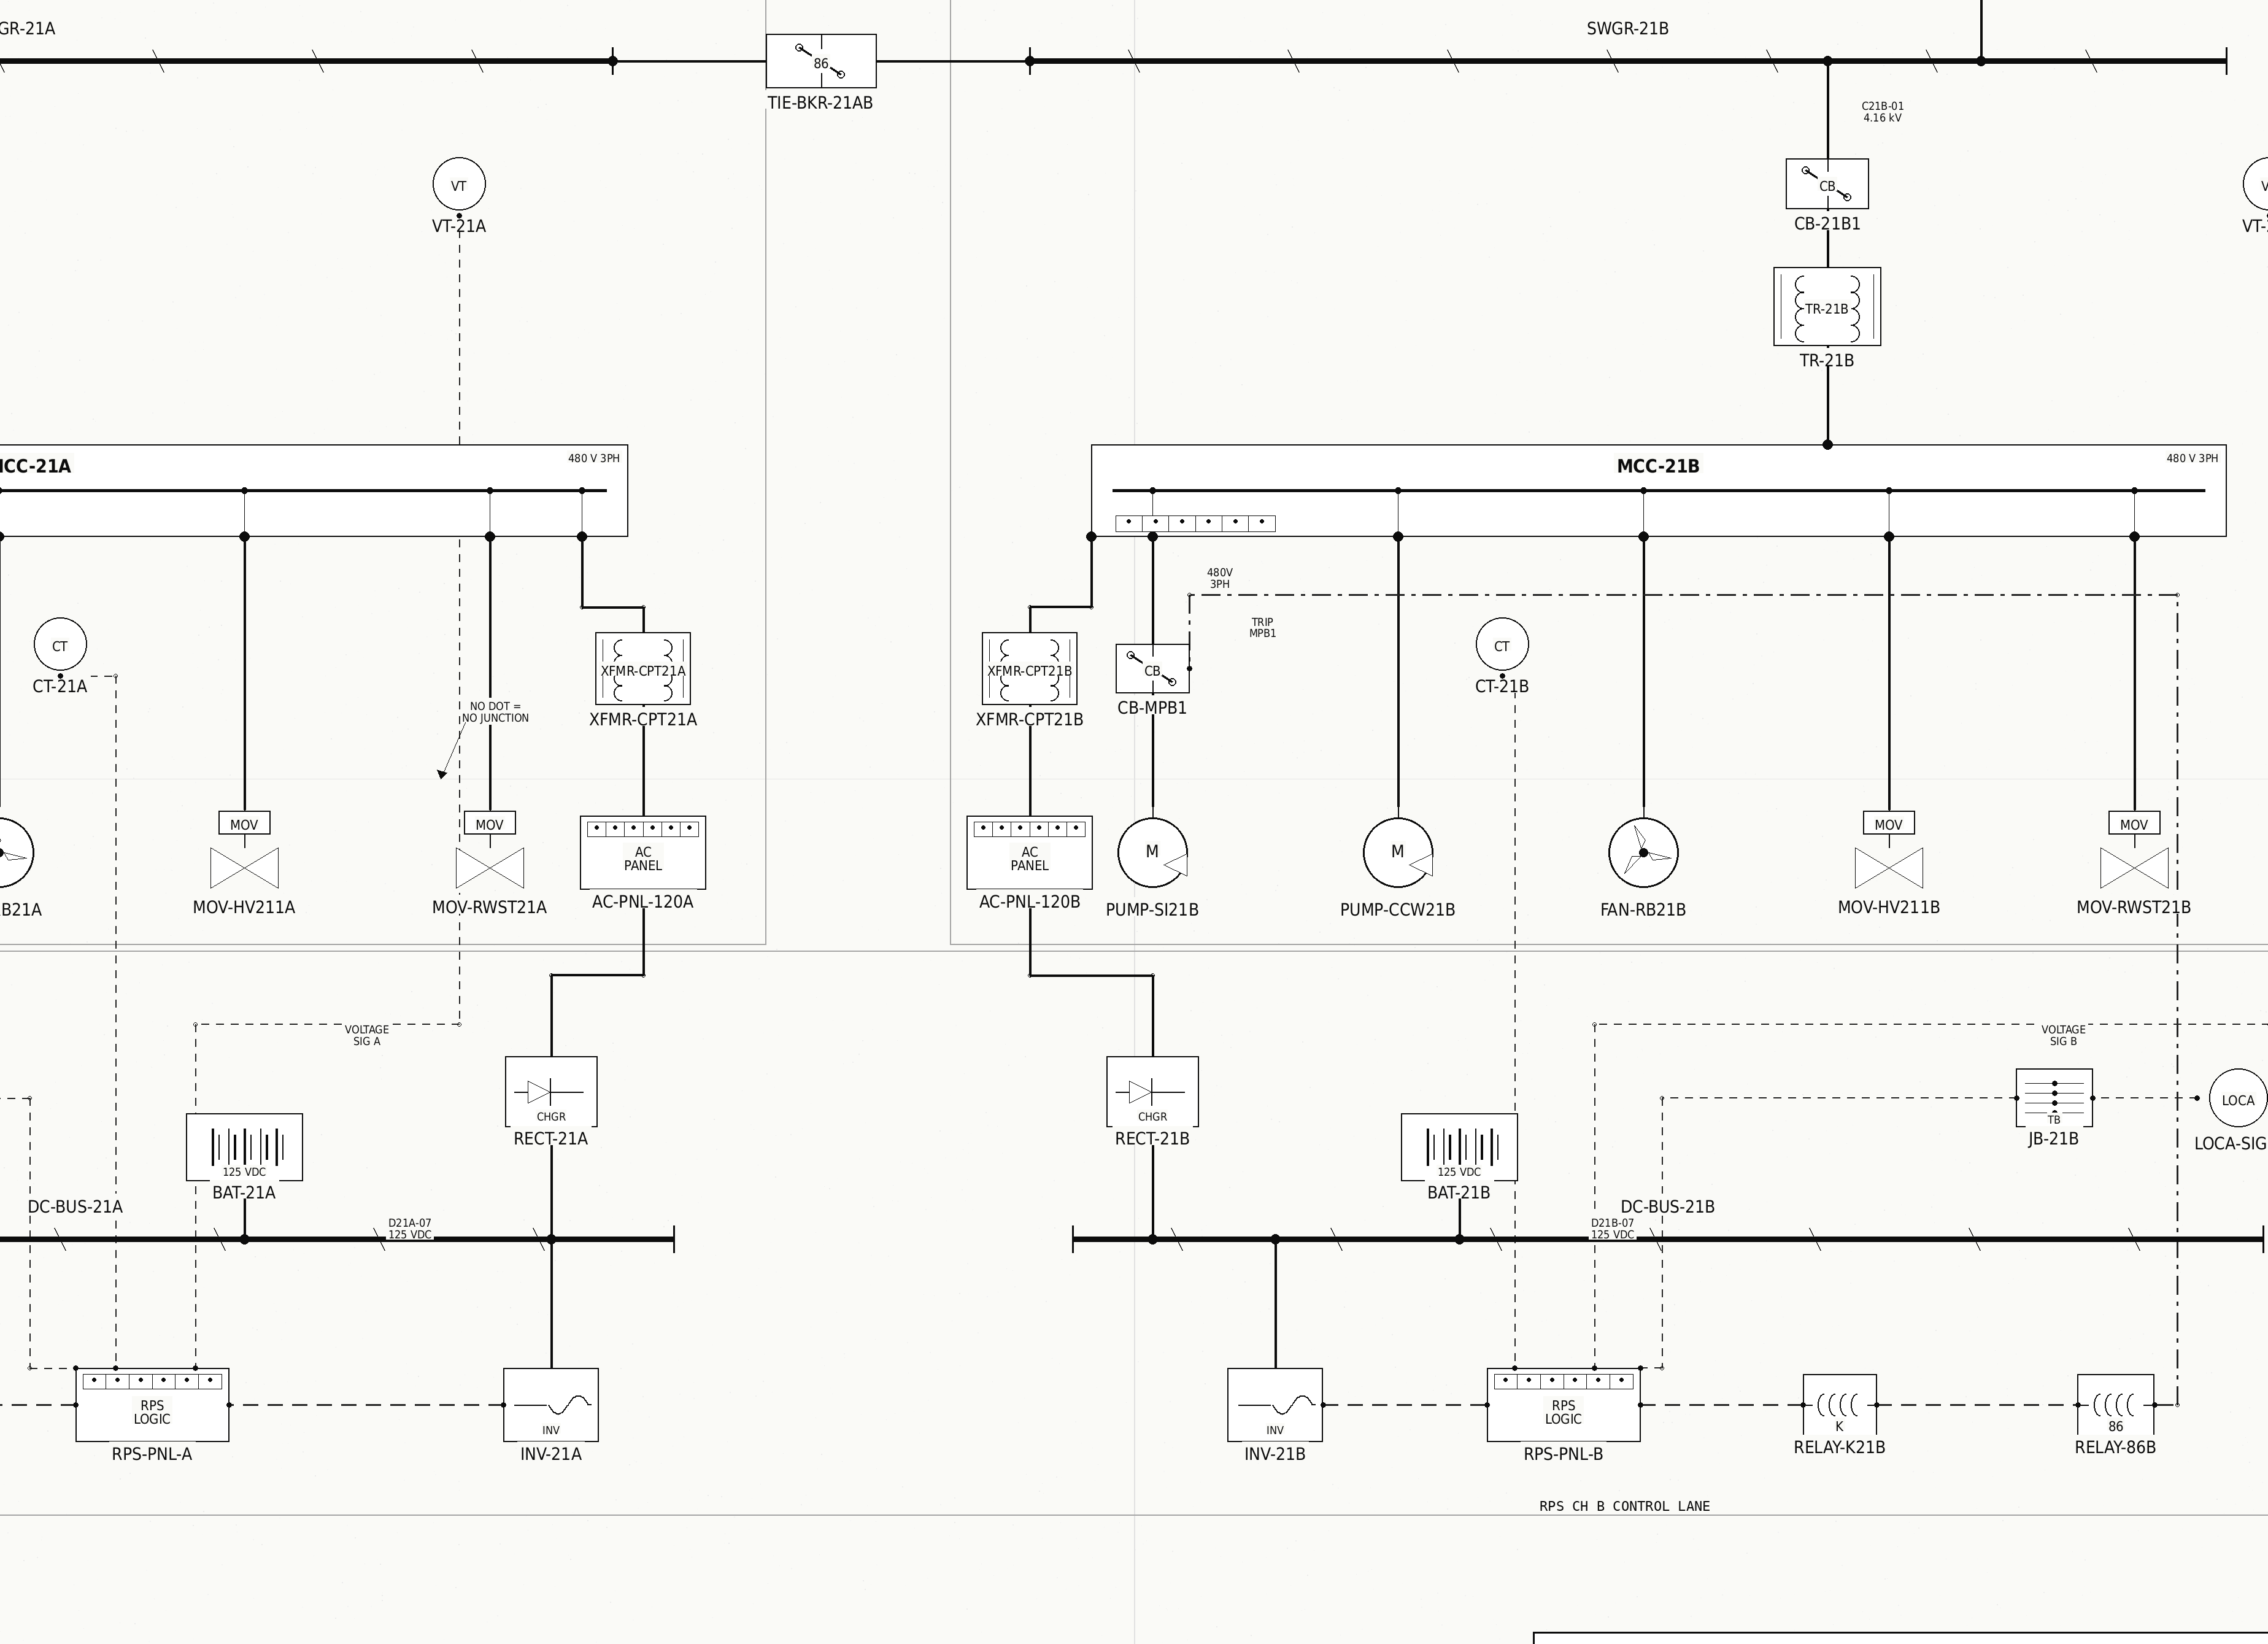 GR-21A
SWGR-21B
86
TIE-BKR-21AB
C21B-01
4.16 kV
VT
VT-21A
CB
CB-21B1
VT-
TR-21B
TR-21B
CC-21A
480 V 3PH
MCC-21B
480 V 3PH
480V
3PH
TRIP
MPB1
CT
CT-21A
XFMR-CPT21A
XFMR-CPT21A
XFMR-CPT21B
XFMR-CPT21B
CB
CB-MPB1
CT
CT-21B
NO DOT =
NO JUNCTION
MOV
MOV
MOV
MOV
AC
PANEL
AC
PANEL
M
M
B21A
MOV-HV211A
MOV-RWST21A
AC-PNL-120A
AC-PNL-120B
PUMP-SI21B
PUMP-CCW21B
FAN-RB21B
MOV-HV211B
MOV-RWST21B
VOLTAGE
SIG A
VOLTAGE
SIG B
CHGR
RECT-21A
CHGR
RECT-21B
TB
JB-21B
LOCA
LOCA-SIG
125 VDC
BAT-21A
125 VDC
BAT-21B
DC-BUS-21A
DC-BUS-21B
D21A-07
125 VDC
D21B-07
125 VDC
RPS
LOGIC
RPS-PNL-A
INV
INV-21A
INV
INV-21B
RPS
LOGIC
RPS-PNL-B
K
RELAY-K21B
86
RELAY-86B
RPS CH B CONTROL LANE